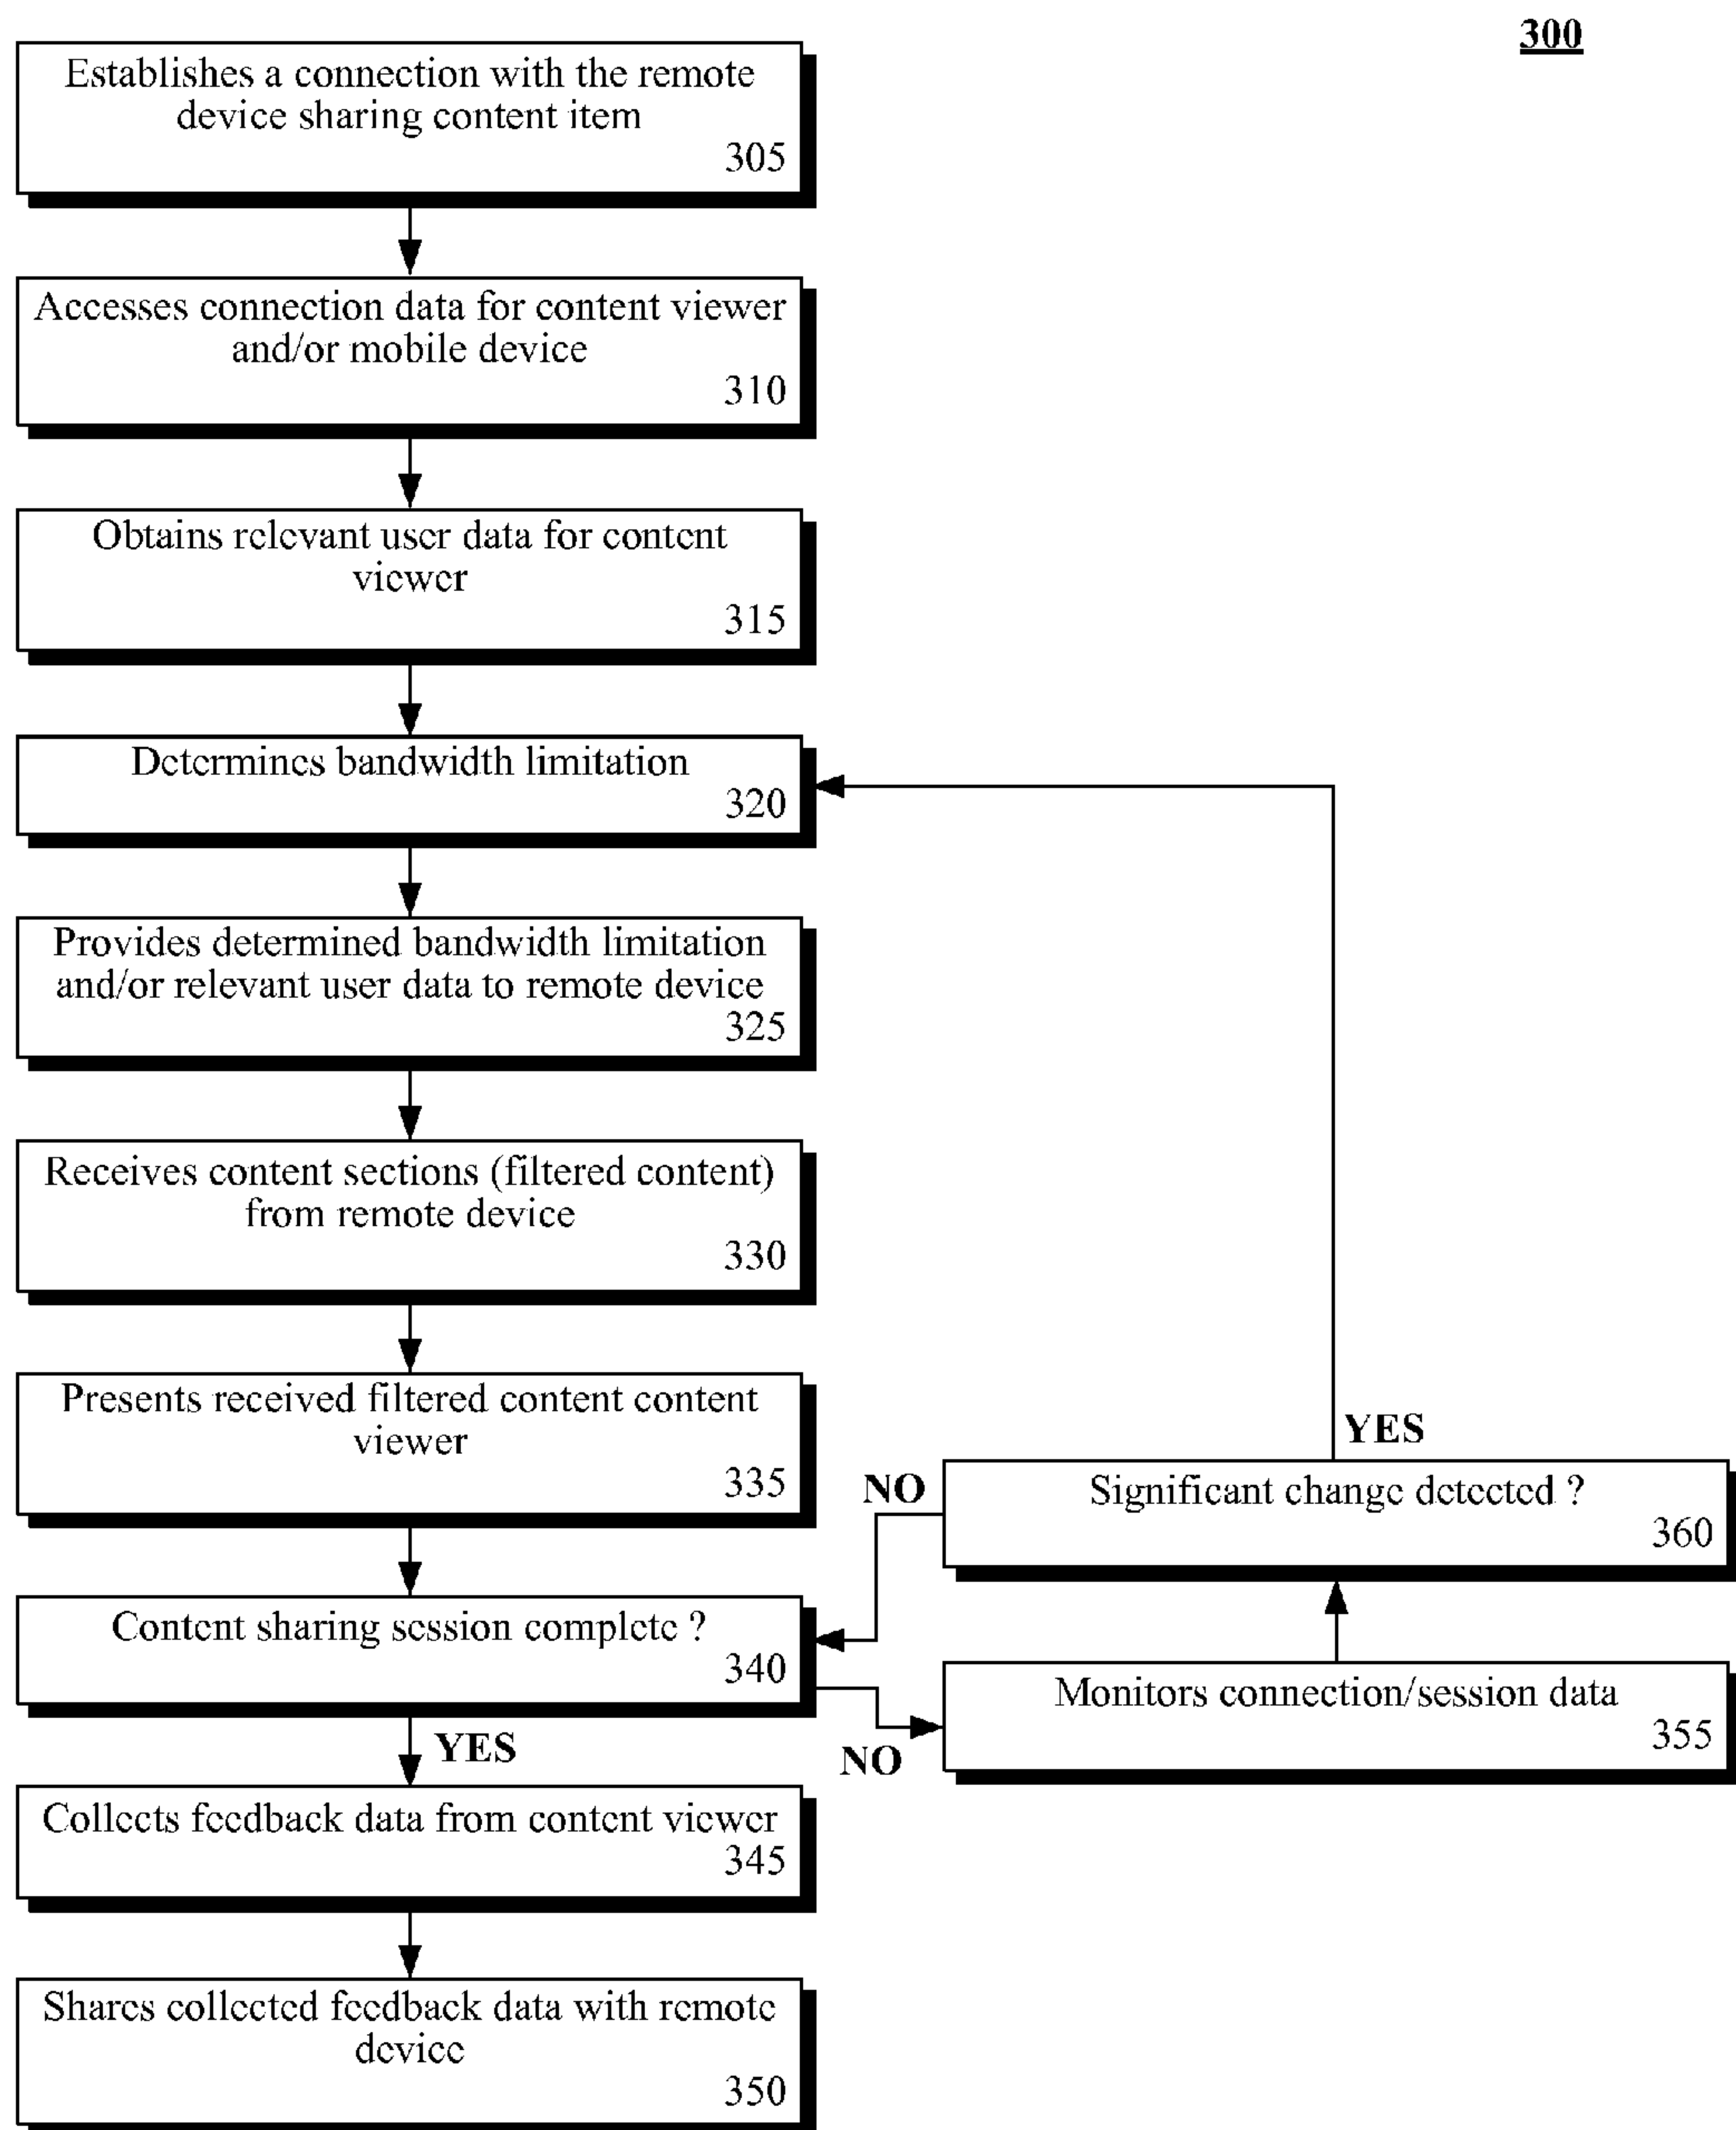 300
Establishes a connection with the remote
device sharing content item
305
Accesses connection data for content viewer
and/or mobile device
310
Obtains relevant user data for content
viewer
315
Determines bandwidth limitation
320
Provides determined bandwidth limitation
and/or relevant user data to remote device
325
Receives content sections (filtered content)
from remote device
330
Presents received filtered content content
viewer
335
Content sharing session complete ?
340
YES
NO
Collects feedback data from content viewer
345
Shares collected feedback data with remote
device
350
Monitors connection/session data
355
Significant change detected ?
360
YES
NO